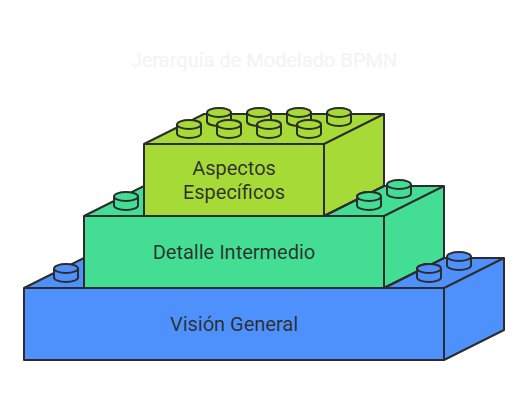 Jerarquía de Modelado BPMN
Aspectos
Específicos
Detalle Intermedio
Visión General